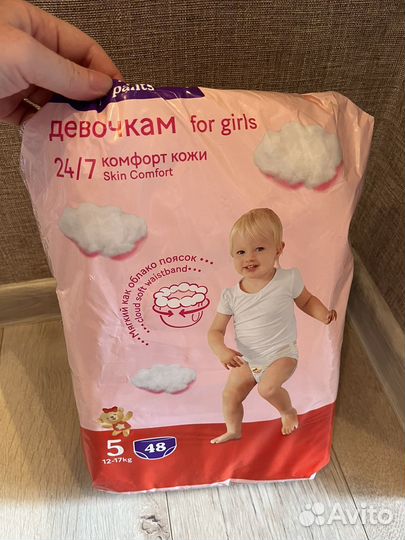 pants
девочкам for girls
24/7 комфорт кожи
Skin Comfort
Мягкий как облако поясок
cloud soft waistband
5
48
12-17kg
Avito